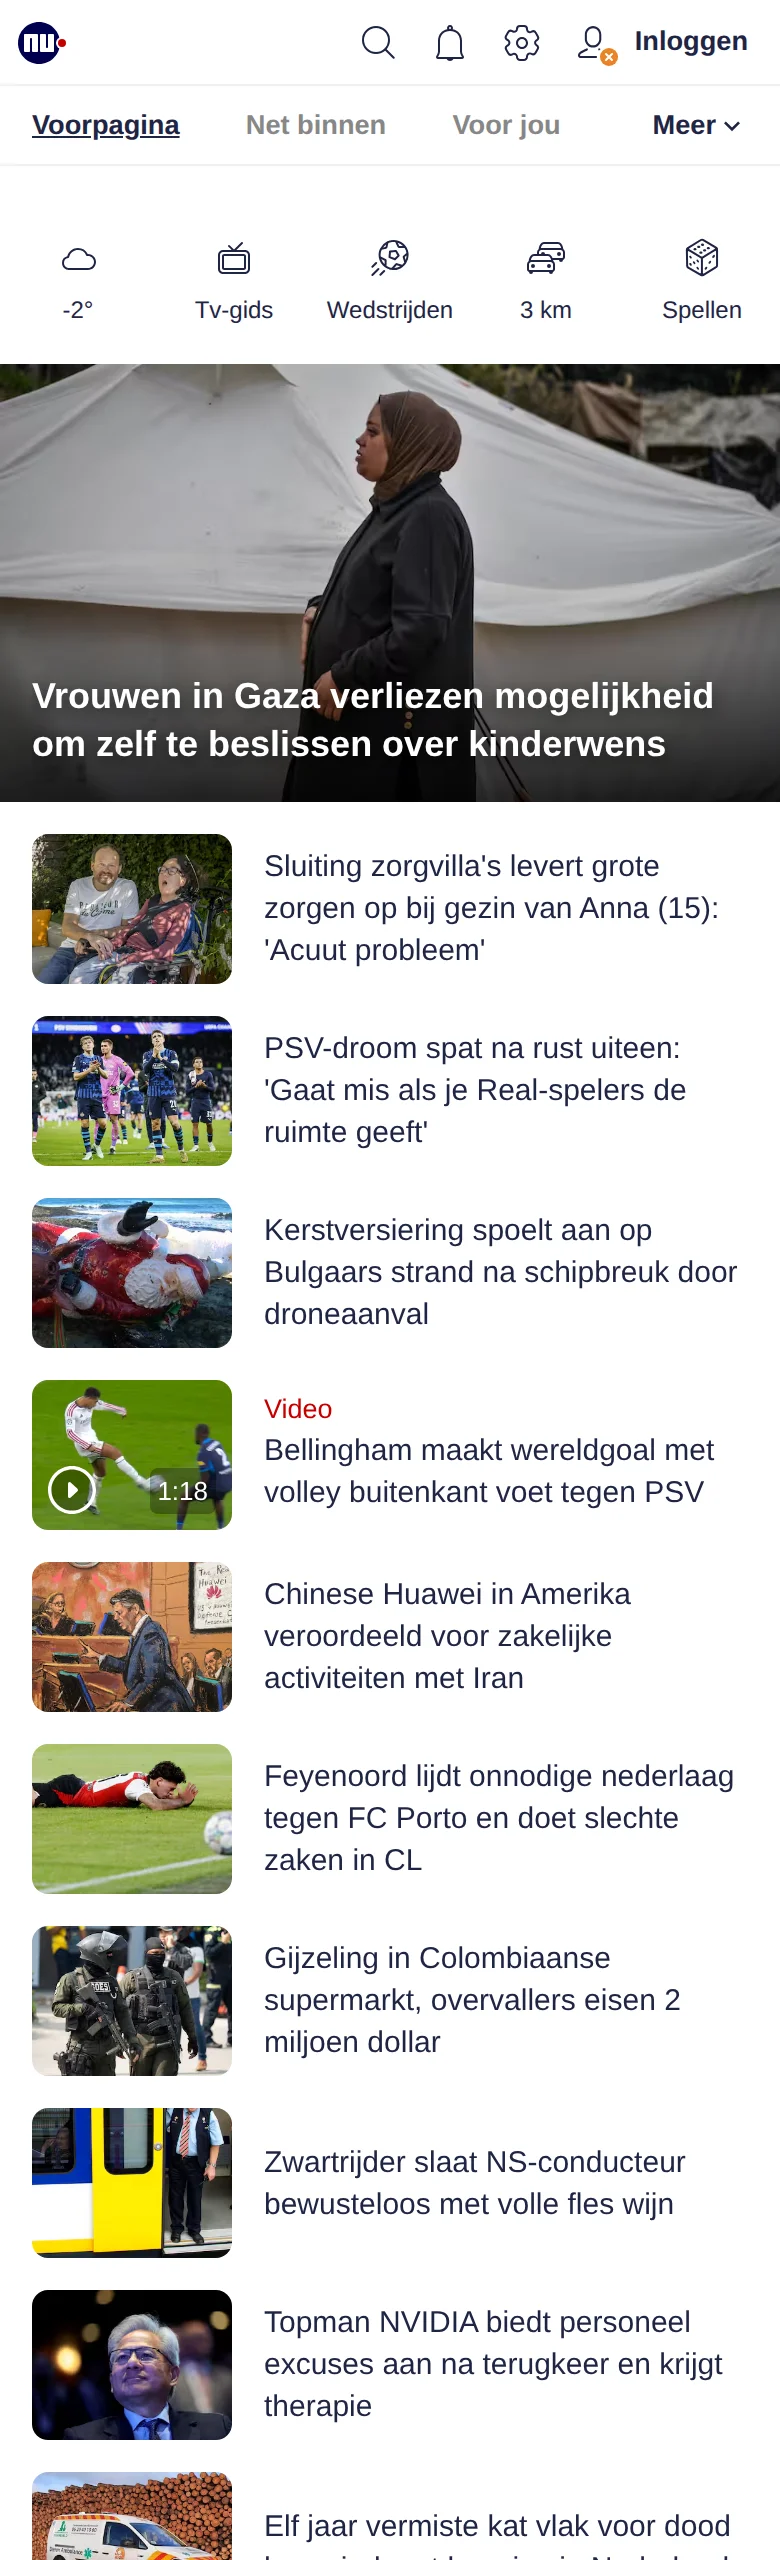 nu
Inloggen
Voorpagina
Net binnen
Voor jou
Meer
-2°
Tv-gids
Wedstrijden
3 km
Spellen
Vrouwen in Gaza verliezen mogelijkheid
om zelf te beslissen over kinderwens
Sluiting zorgvilla's levert grote
zorgen op bij gezin van Anna (15):
'Acuut probleem'
PSV-droom spat na rust uiteen:
'Gaat mis als je Real-spelers de
ruimte geeft'
Kerstversiering spoelt aan op
Bulgaars strand na schipbreuk door
droneaanval
1:18
Video
Bellingham maakt wereldgoal met
volley buitenkant voet tegen PSV
Chinese Huawei in Amerika
veroordeeld voor zakelijke
activiteiten met Iran
Feyenoord lijdt onnodige nederlaag
tegen FC Porto en doet slechte
zaken in CL
Gijzeling in Colombiaanse
supermarkt, overvallers eisen 2
miljoen dollar
Zwartrijder slaat NS-conducteur
bewusteloos met volle fles wijn
Topman NVIDIA biedt personeel
excuses aan na terugkeer en krijgt
therapie
Elf jaar vermiste kat vlak voor dood